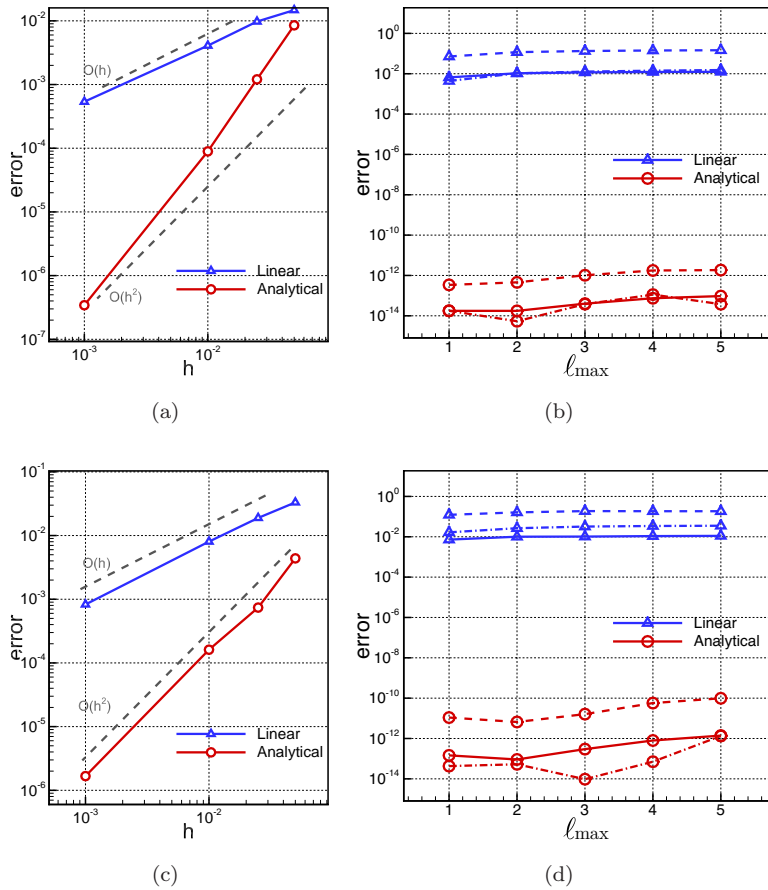 10⁻²
10⁻³
10⁻⁴
10⁻⁵
10⁻⁶
10⁻⁷
error
O(h)
O(h²)
Linear
Analytical
10⁻³
10⁻²
h
(a)
10⁰
10⁻²
10⁻⁴
10⁻⁶
10⁻⁸
10⁻¹⁰
10⁻¹²
10⁻¹⁴
error
Linear
Analytical
1 2 3 4 5
ℓmax
(b)
10⁻¹
10⁻²
10⁻³
10⁻⁴
10⁻⁵
10⁻⁶
error
O(h)
O(h²)
Linear
Analytical
10⁻³
10⁻²
h
(c)
10⁰
10⁻²
10⁻⁴
10⁻⁶
10⁻⁸
10⁻¹⁰
10⁻¹²
10⁻¹⁴
error
Linear
Analytical
1 2 3 4 5
ℓmax
(d)